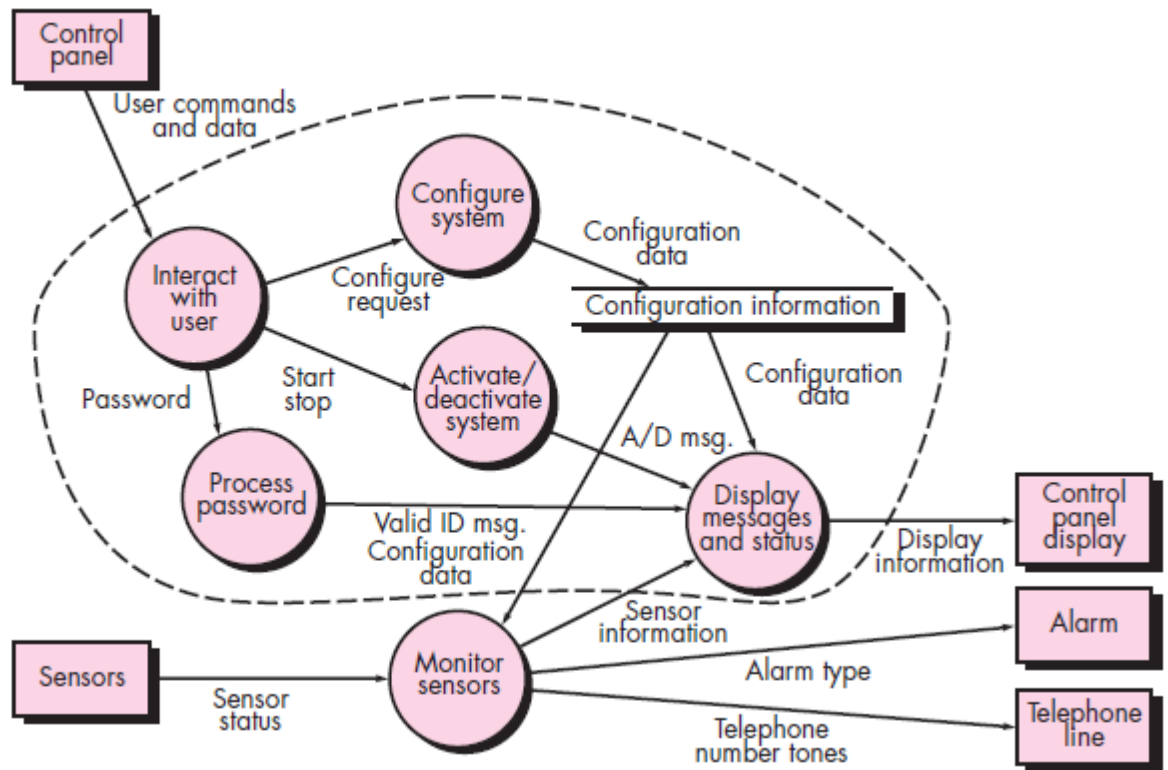 Control
panel
User commands
and data
Configure
system
Configuration
data
Interact
with
user
Configure
request
Configuration information
Password
Start
stop
Activate/
deactivate
system
Configuration
data
A/D msg.
Process
password
Valid ID msg.
Configuration
data
Display
messages
and status
Display
information
Control
panel
display
Sensor
information
Sensors
Sensor
status
Monitor
sensors
Alarm type
Alarm
Telephone
number tones
Telephone
line